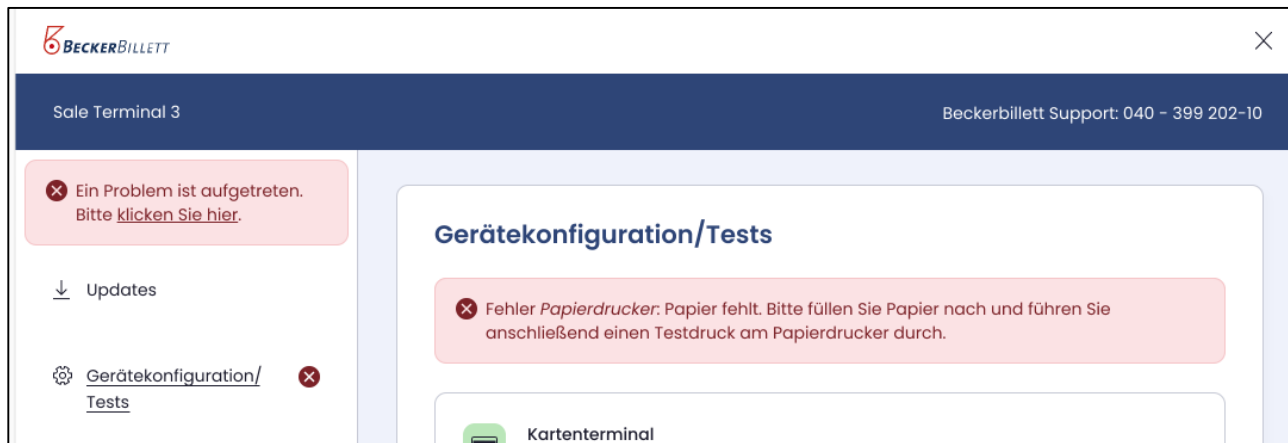 BECKERBILLETT
Sale Terminal 3
Beckerbillett Support: 040 - 399 202-10
Ein Problem ist aufgetreten.
Bitte klicken Sie hier.
Updates
Gerätekonfiguration/
Tests
Gerätekonfiguration/Tests
Fehler Papierdrucker: Papier fehlt. Bitte füllen Sie Papier nach und führen Sie
anschließend einen Testdruck am Papierdrucker durch.
Kartenterminal